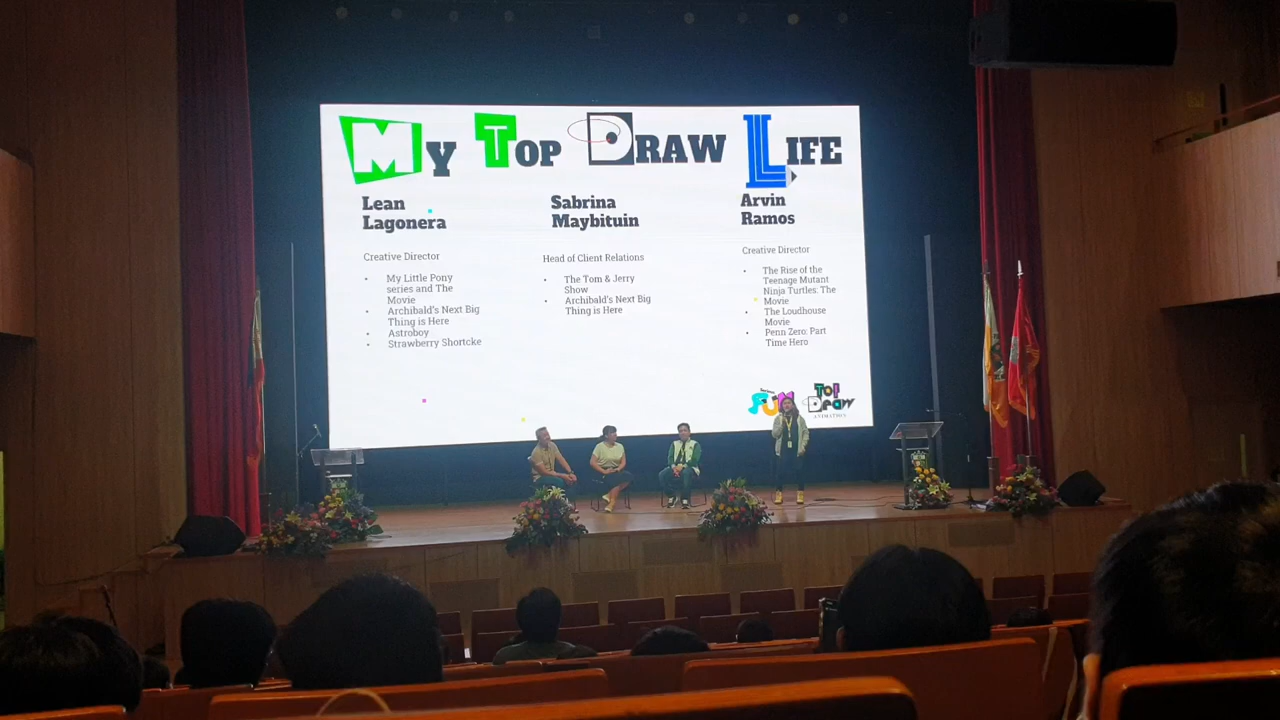 My Top Draw Life
Lean
Lagonera
Creative Director
• My Little Pony
series and The
Movie
• Archibald's Next Big
Thing is Here
• Astroboy
• Strawberry Shortcke
Sabrina
Maybituin
Head of Client Relations
• The Tom & Jerry
Show
• Archibald's Next Big
Thing is Here
Arvin
Ramos
Creative Director
• The Rise of the
Teenage Mutant
Ninja Turtles: The
Movie
• The Loudhouse
Movie
• Penn Zero: Part
Time Hero
FUN
Top
Draw
ANIMATION